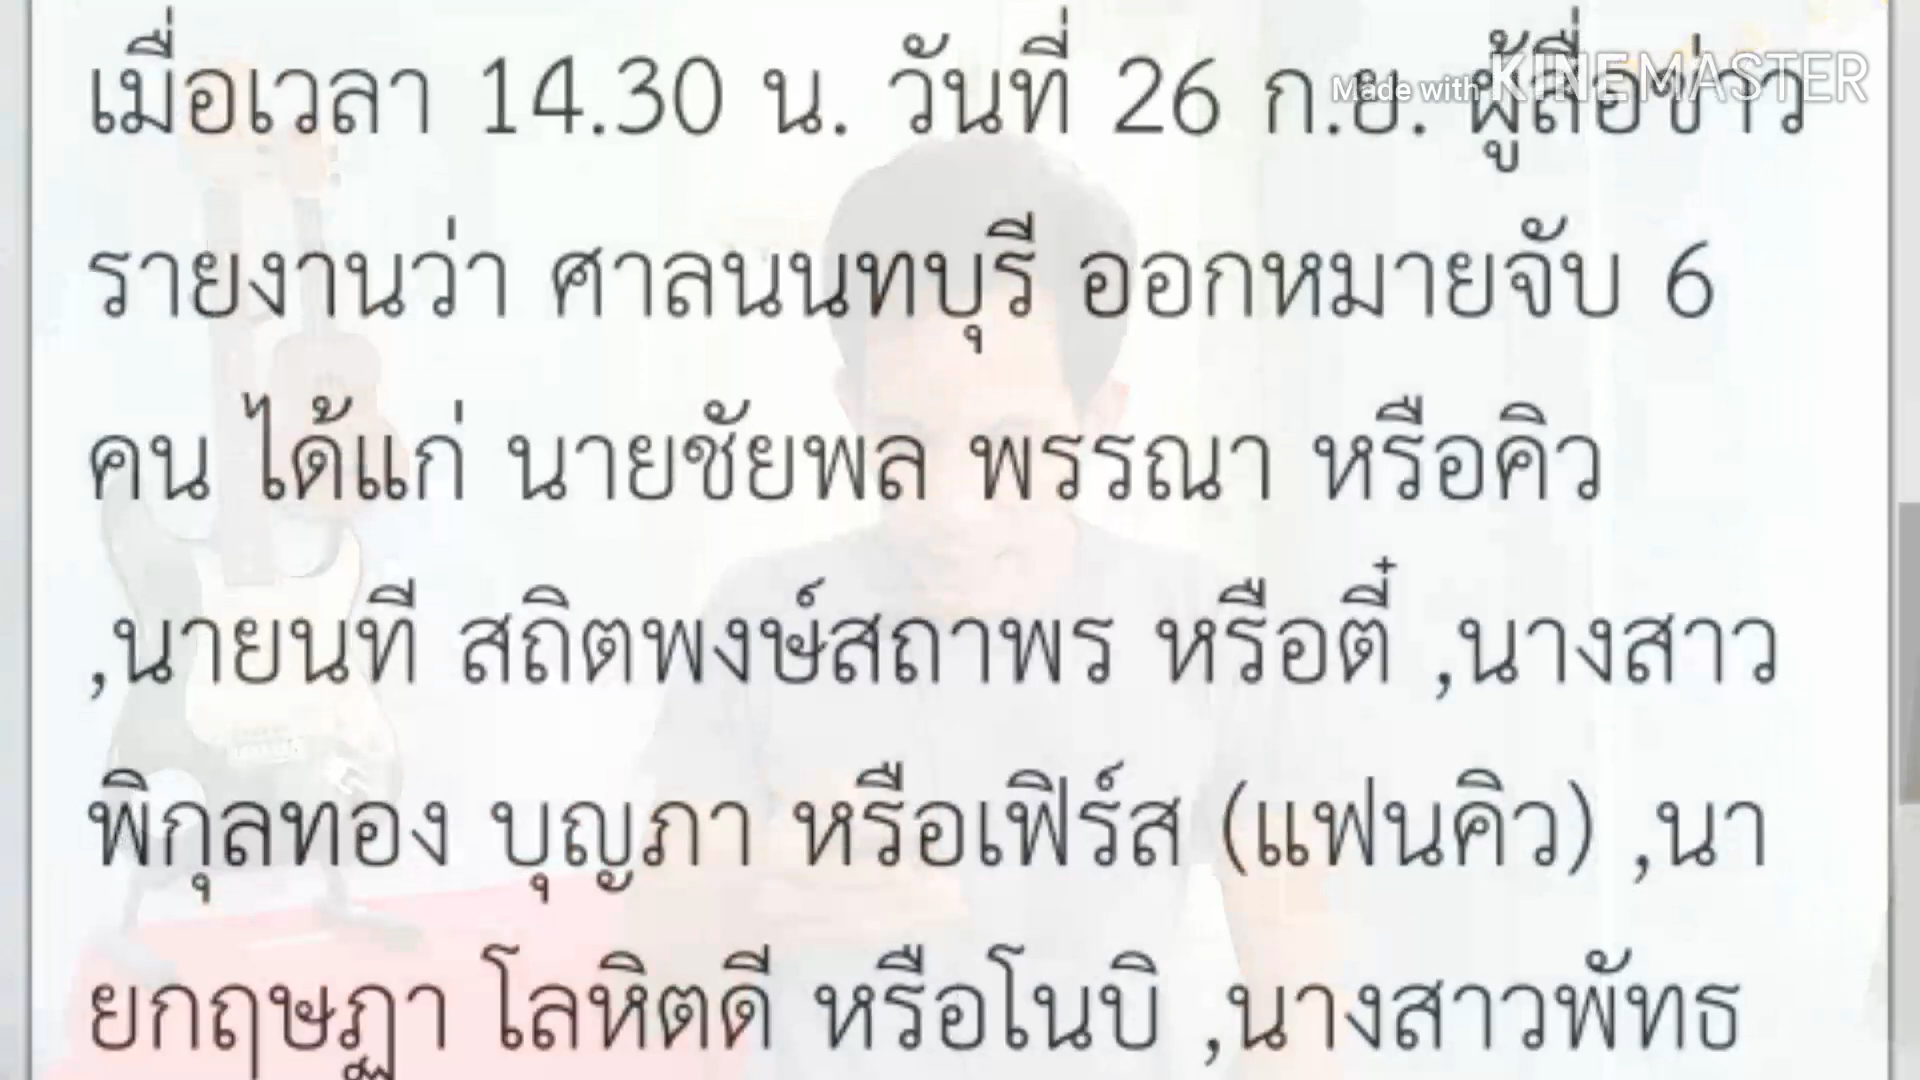 เมื่อเวลา 14.30 น. วันที่ 26 ก.ย. ผู้สื่อข่าว
Made with KINEMASTER
รายงานว่า ศาลนนทบุรี ออกหมายจับ 6
คน ได้แก่ นายชัยพล พรรณา หรือคิว
,นายนที สถิตพงษ์สถาพร หรือตี๋ ,นางสาว
พิกุลทอง บุญภา หรือเฟิร์ส (แฟนคิว) ,นา
ยกฤษฎา โลหิตดี หรือโนบิ ,นางสาวพัทธ